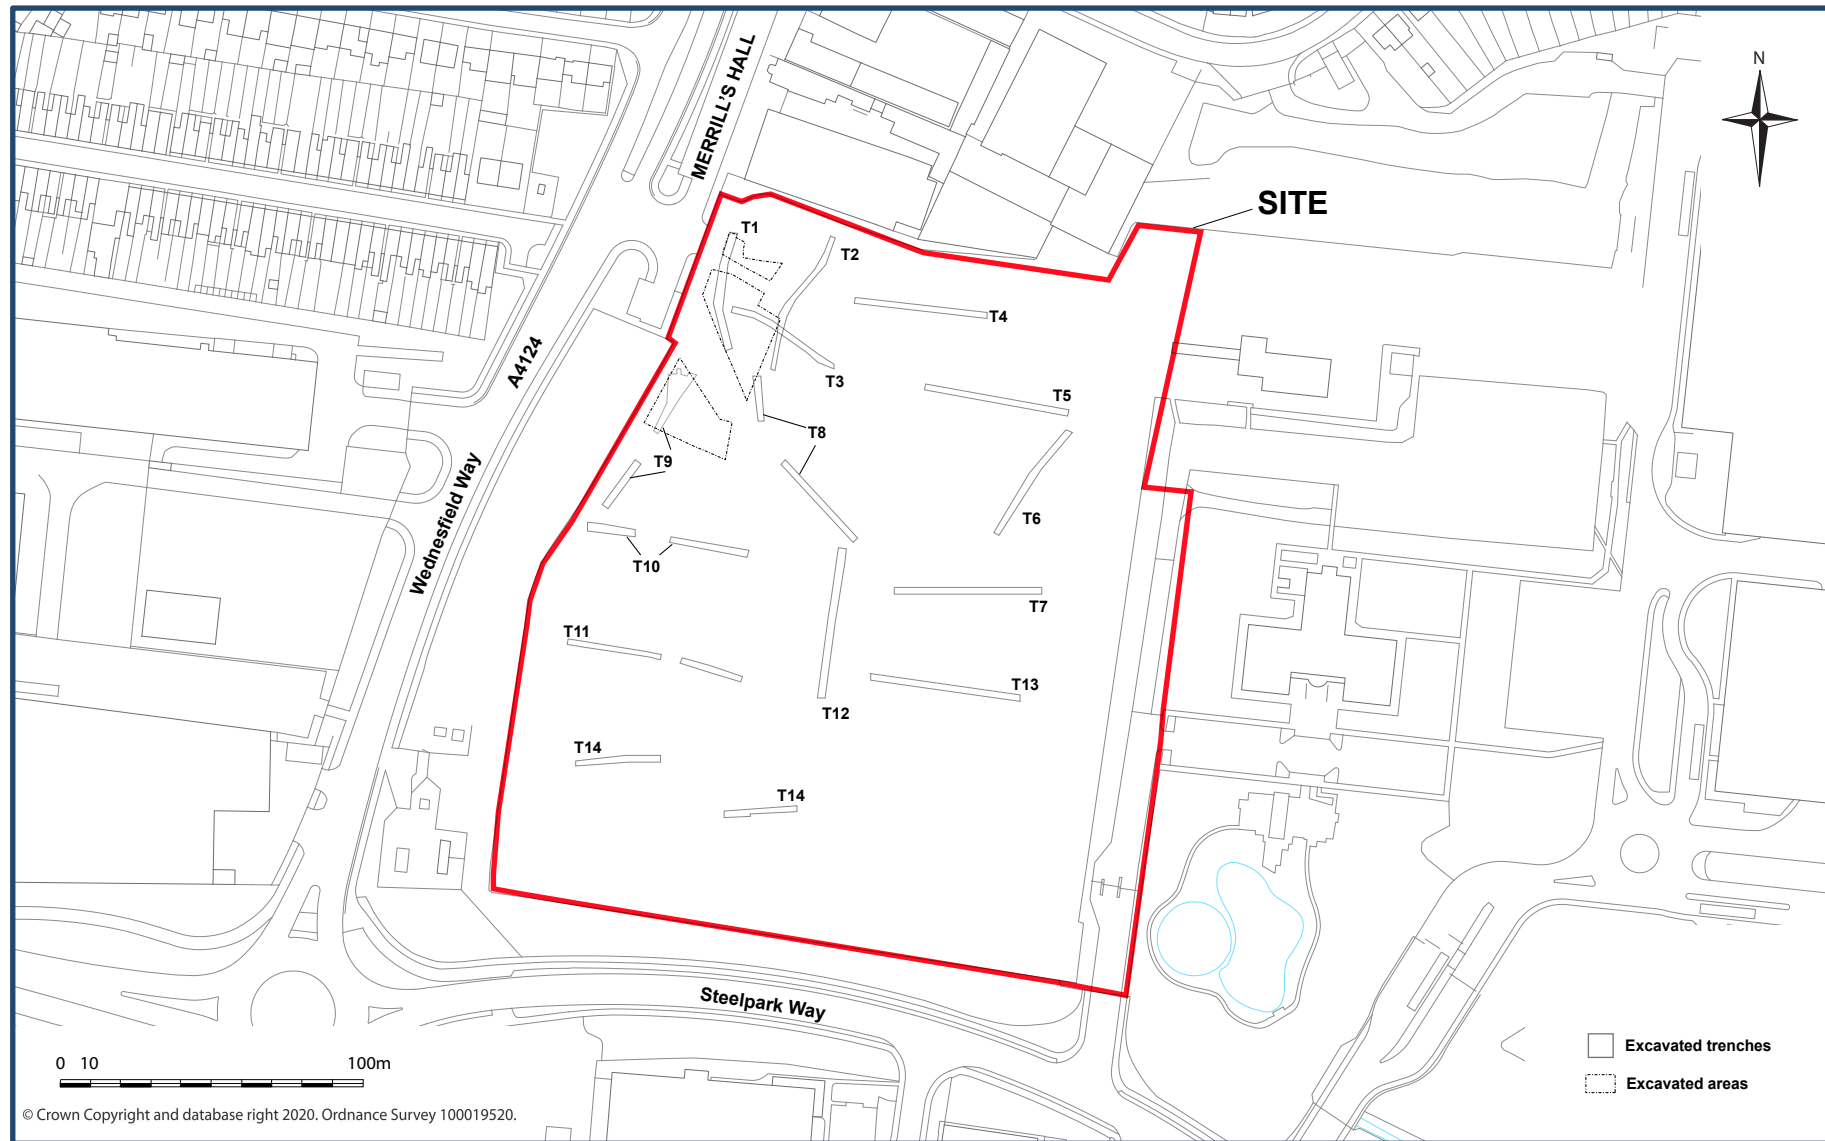 N
MERRILL'S HALL
SITE
T1
T2
T4
A4124
T3
T5
T8
Wednesfield Way
T9
T6
T10
T7
T11
T13
T12
T14
T14
Steelpark Way
0 10 100m
Excavated trenches
Excavated areas
© Crown Copyright and database right 2020. Ordnance Survey 100019520.